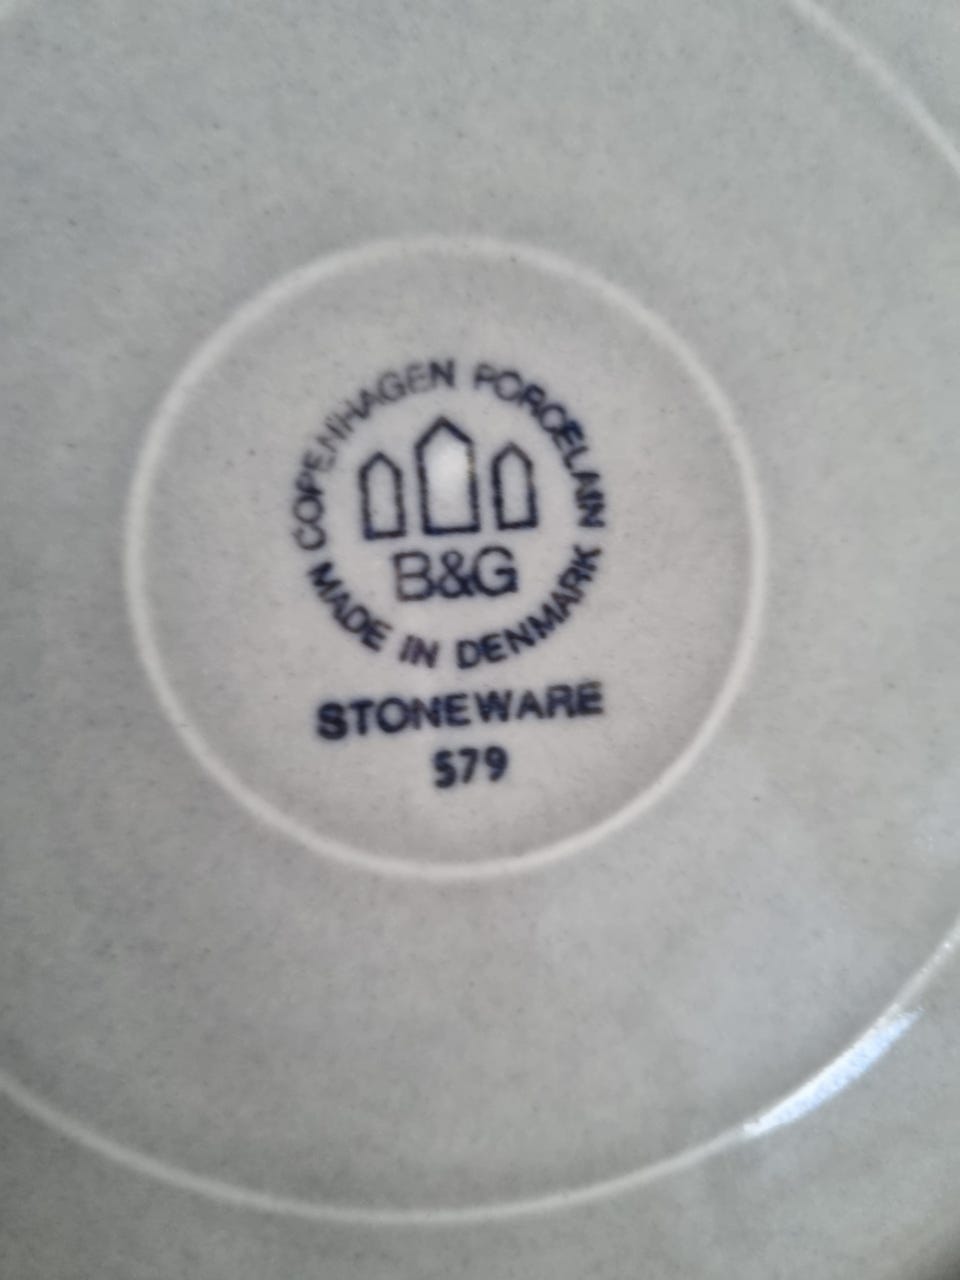 COPENHAGEN PORCELAIN
B&G
MADE IN DENMARK
STONEWARE
579